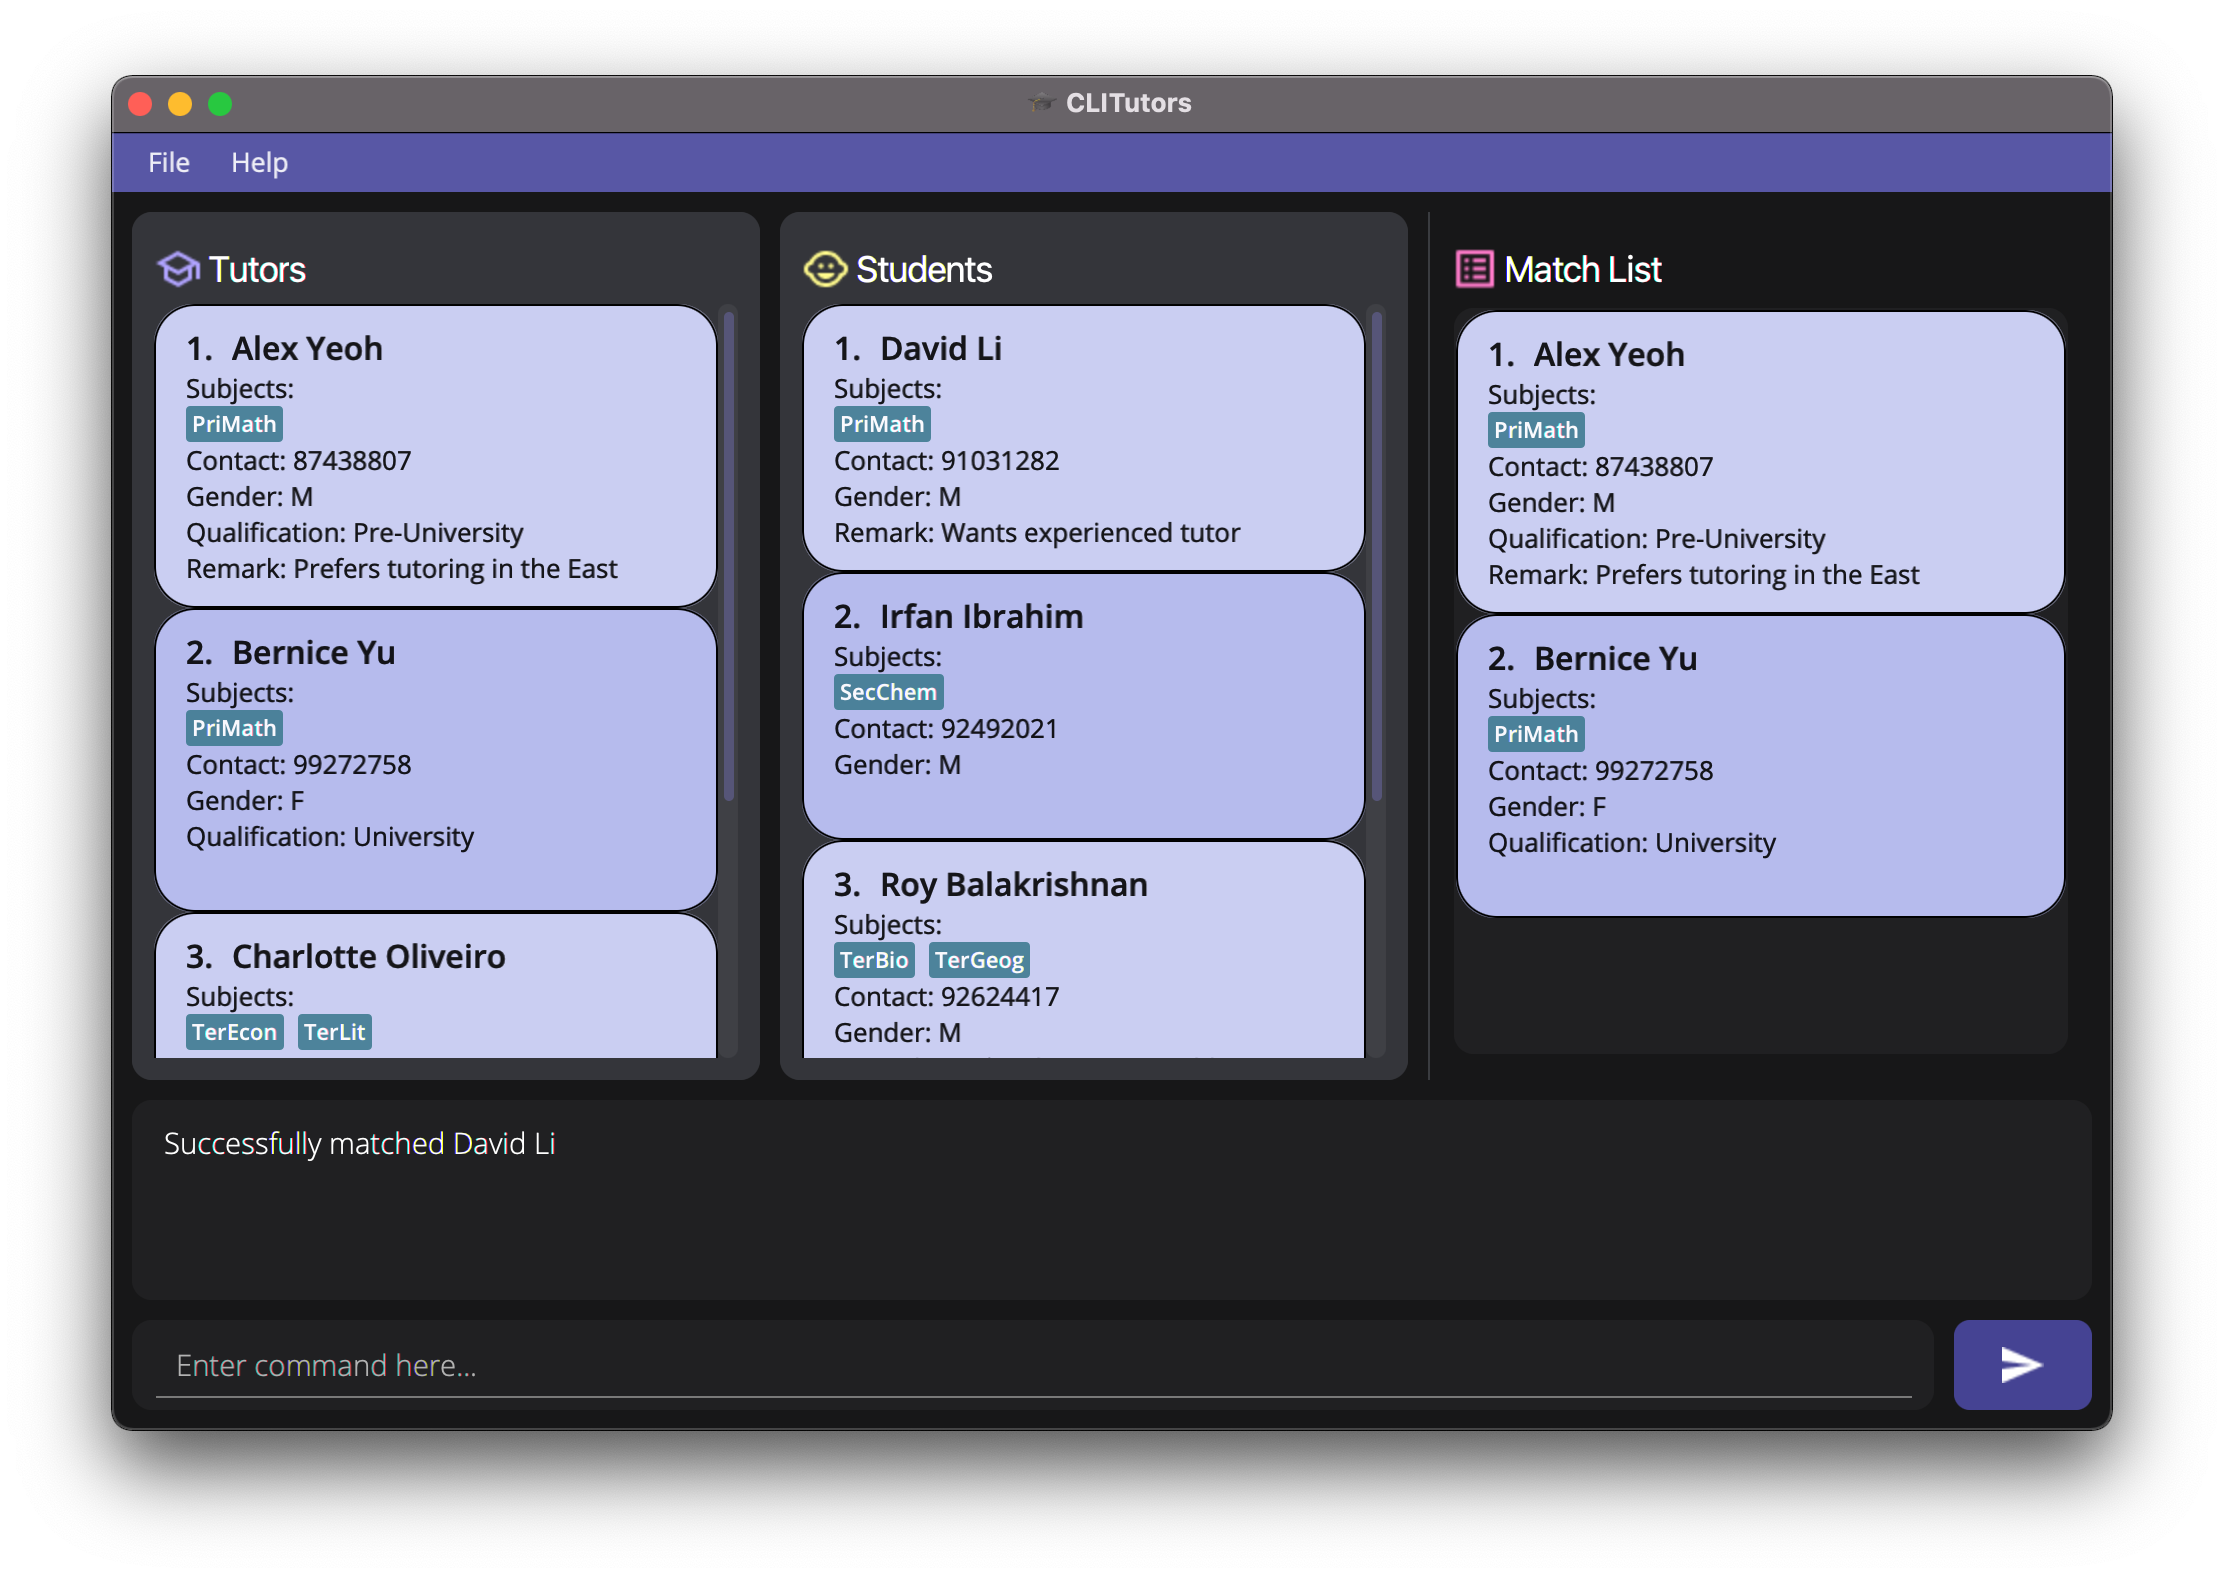 CLITutors
File Help
Tutors
1. Alex Yeoh
Subjects:
PriMath
Contact: 87438807
Gender: M
Qualification: Pre-University
Remark: Prefers tutoring in the East
2. Bernice Yu
Subjects:
PriMath
Contact: 99272758
Gender: F
Qualification: University
3. Charlotte Oliveiro
Subjects:
TerEcon TerLit
Students
1. David Li
Subjects:
PriMath
Contact: 91031282
Gender: M
Remark: Wants experienced tutor
2. Irfan Ibrahim
Subjects:
SecChem
Contact: 92492021
Gender: M
3. Roy Balakrishnan
Subjects:
TerBio TerGeog
Contact: 92624417
Gender: M
Match List
1. Alex Yeoh
Subjects:
PriMath
Contact: 87438807
Gender: M
Qualification: Pre-University
Remark: Prefers tutoring in the East
2. Bernice Yu
Subjects:
PriMath
Contact: 99272758
Gender: F
Qualification: University
Successfully matched David Li
Enter command here...